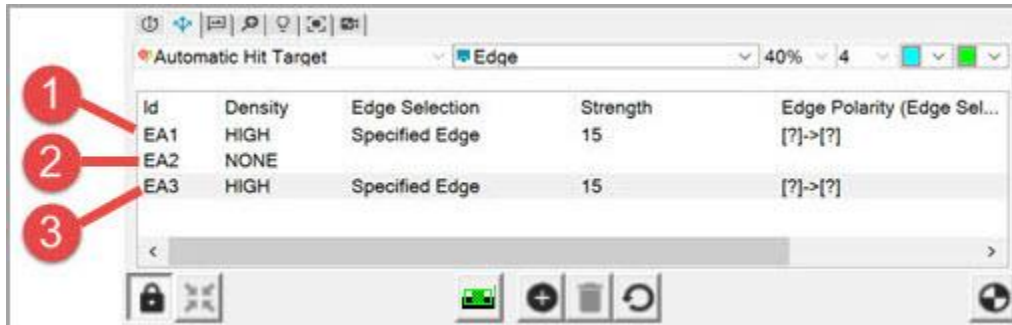 Automatic Hit Target Edge 40% 4
Id Density Edge Selection Strength Edge Polarity (Edge Sel...
1 EA1 HIGH Specified Edge 15 [?]->[?]
2 EA2 NONE
3 EA3 HIGH Specified Edge 15 [?]->[?]